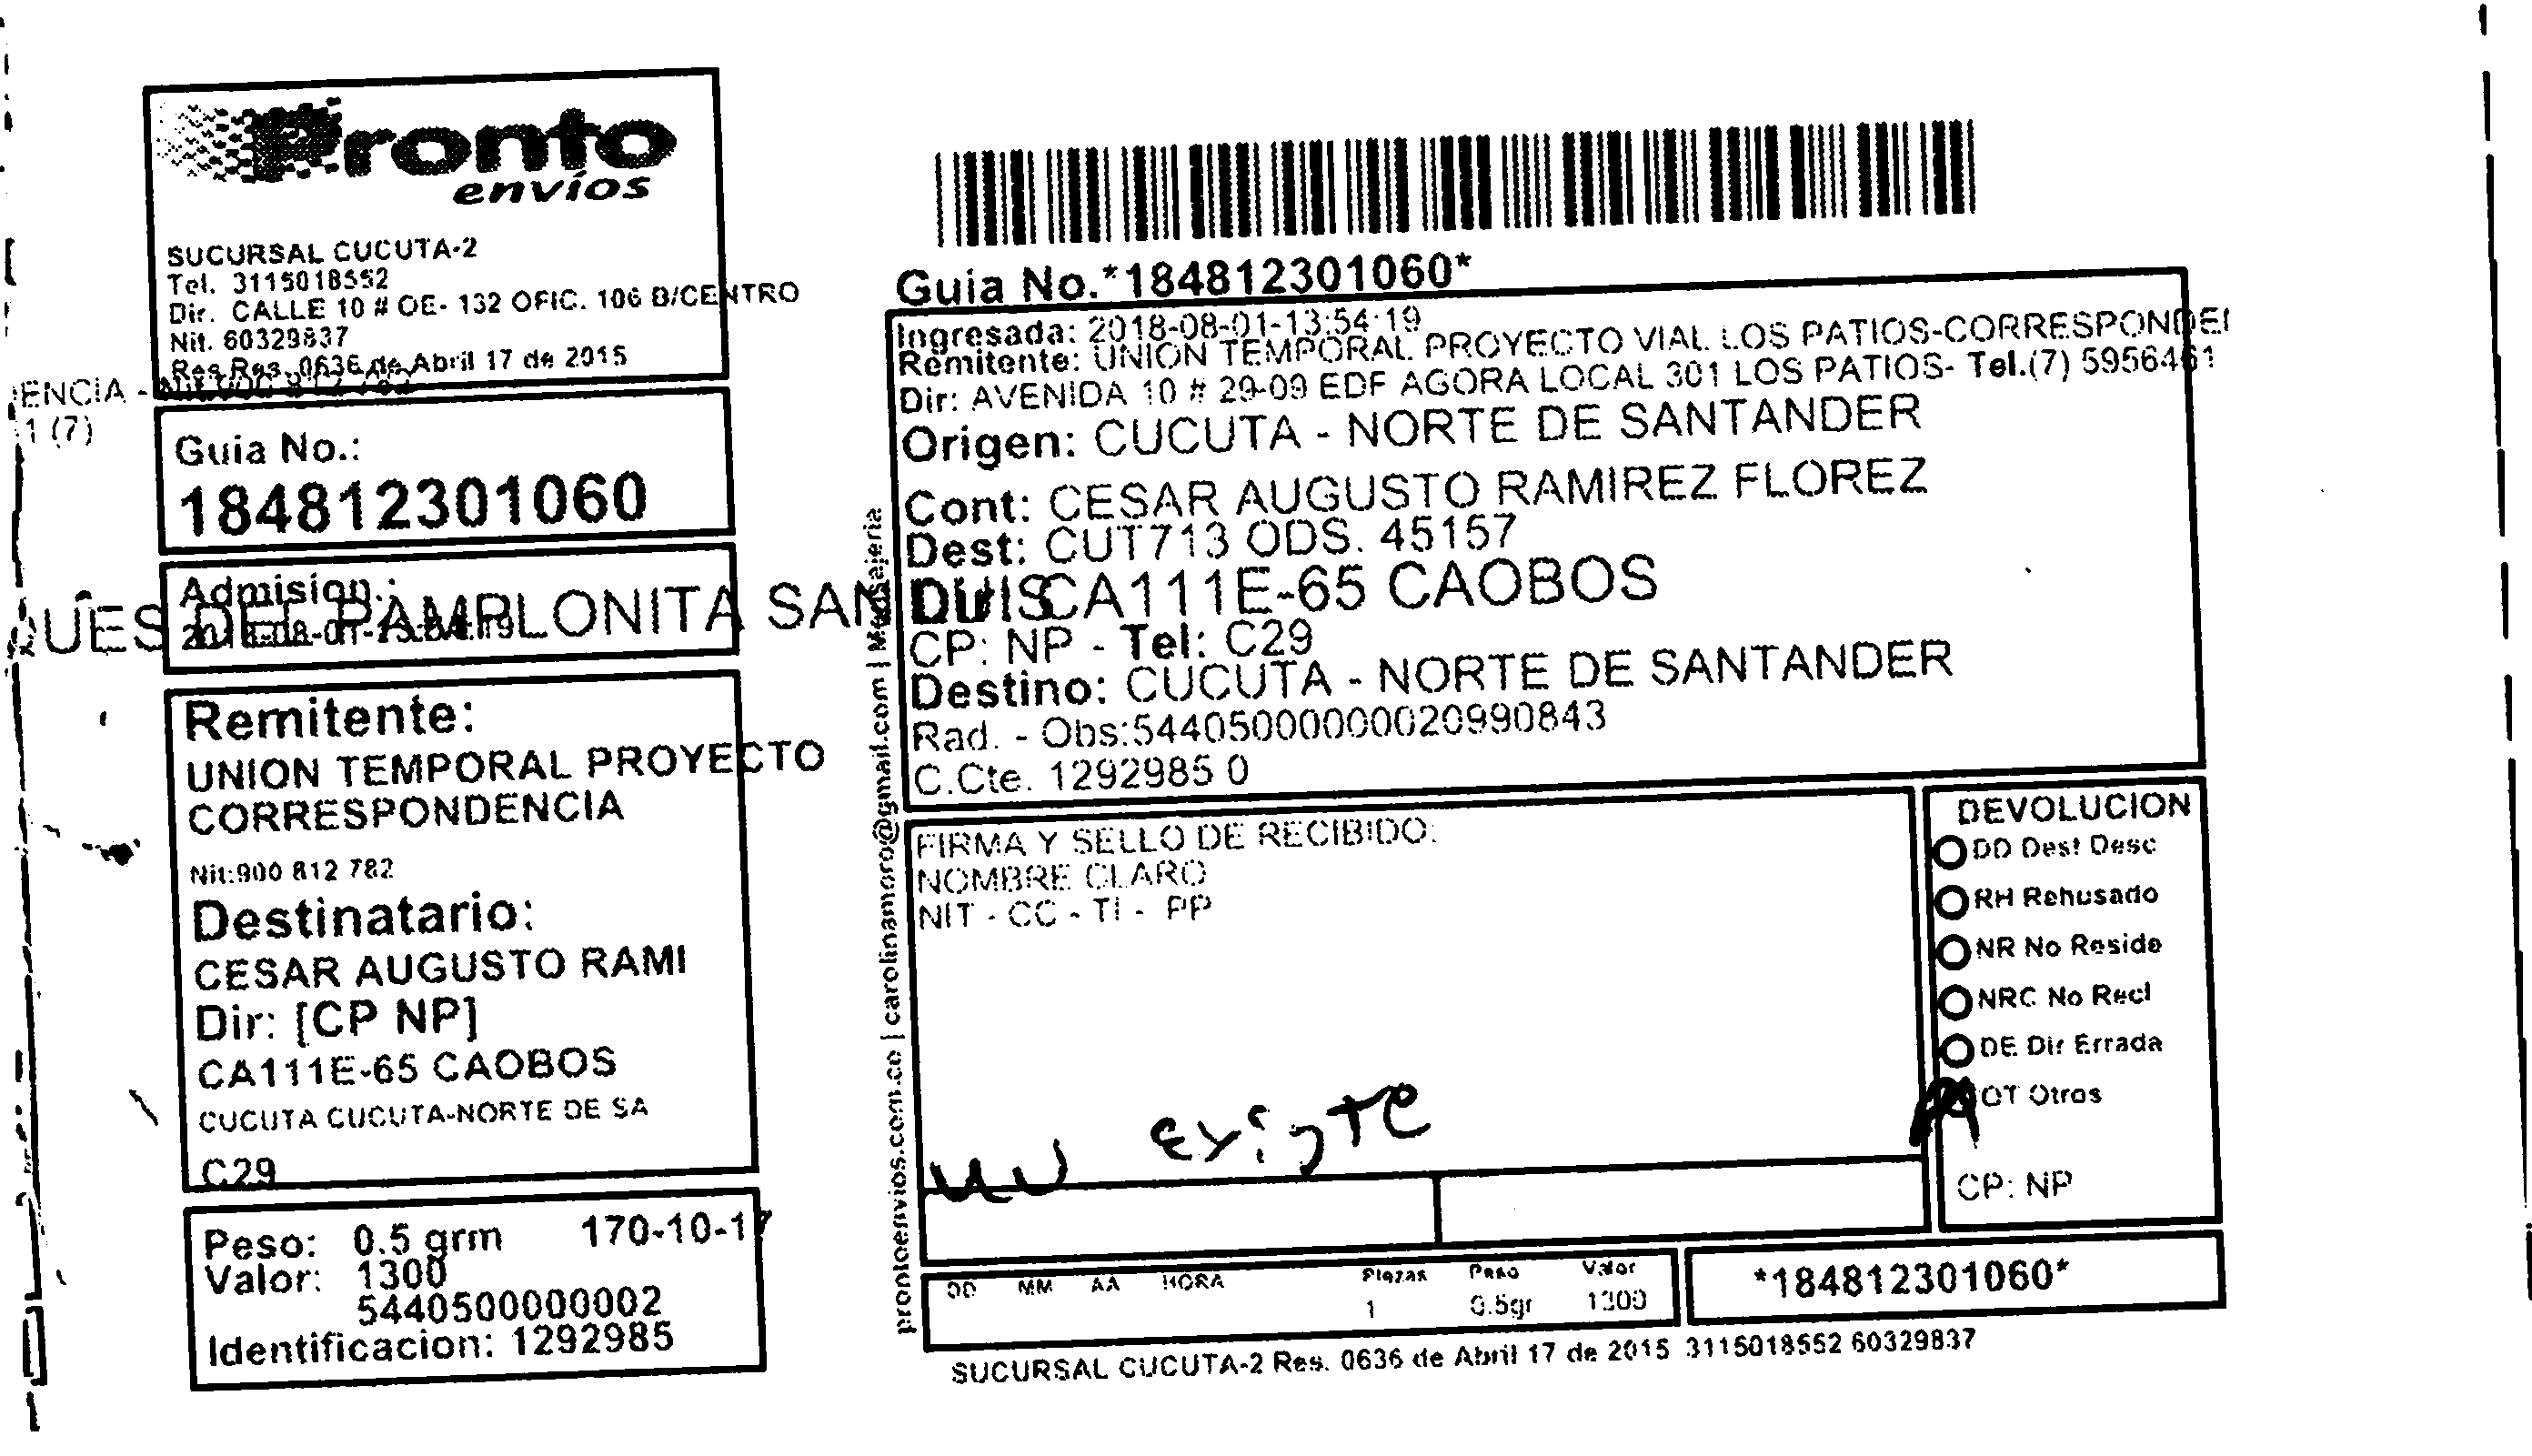 Pronto
envíos
SUCURSAL CUCUTA-2
Tel. 3115018552
Dir. CALLE 10 # OE- 132 OFIC. 106 B/CENTRO
Nit. 60329837
Res Res. 0636 de Abril 17 de 2015
ENCIA -
1 (7)
Guia No.:
184812301060
Admision.:
UES DEL PAMPLONITA SAN LUIS
Remitente:
UNION TEMPORAL PROYECTO
CORRESPONDENCIA
Nit:900 812 782
Destinatario:
CESAR AUGUSTO RAMI
Dir: [CP NP]
CA111E-65 CAOBOS
CUCUTA CUCUTA-NORTE DE SA
C29
Peso: 0.5 grm 170-10-17
Valor: 1300
5440500000002
Identificacion: 1292985
prontoenvios.com.co | carolinamoro@gmail.com | Mensajeria
Guia No.*184812301060*
Ingresada: 2018-08-01-13:54:19
Remitente: UNION TEMPORAL PROYECTO VIAL LOS PATIOS-CORRESPONDEN
Dir: AVENIDA 10 # 29-09 EDF AGORA LOCAL 301 LOS PATIOS- Tel.(7) 5956461
Origen: CUCUTA - NORTE DE SANTANDER
Cont: CESAR AUGUSTO RAMIREZ FLOREZ
Dest: CUT713 ODS. 45157
Dir: CA111E-65 CAOBOS
CP: NP - Tel: C29
Destino: CUCUTA - NORTE DE SANTANDER
Rad. - Obs:544050000000020990843
C.Cte. 1292985 0
FIRMA Y SELLO DE RECIBIDO:
NOMBRE CLARO
NIT - CC - TI - PP
no existe
DEVOLUCION
DD Dest Desc
RH Rehusado
NR No Reside
NRC No Recl
DE Dir Errada
OT Otros
CP: NP
DD MM AA HORA Piezas Peso Valor
1 0.5gr 1300
*184812301060*
SUCURSAL CUCUTA-2 Res. 0636 de Abril 17 de 2015 3115018552 60329837